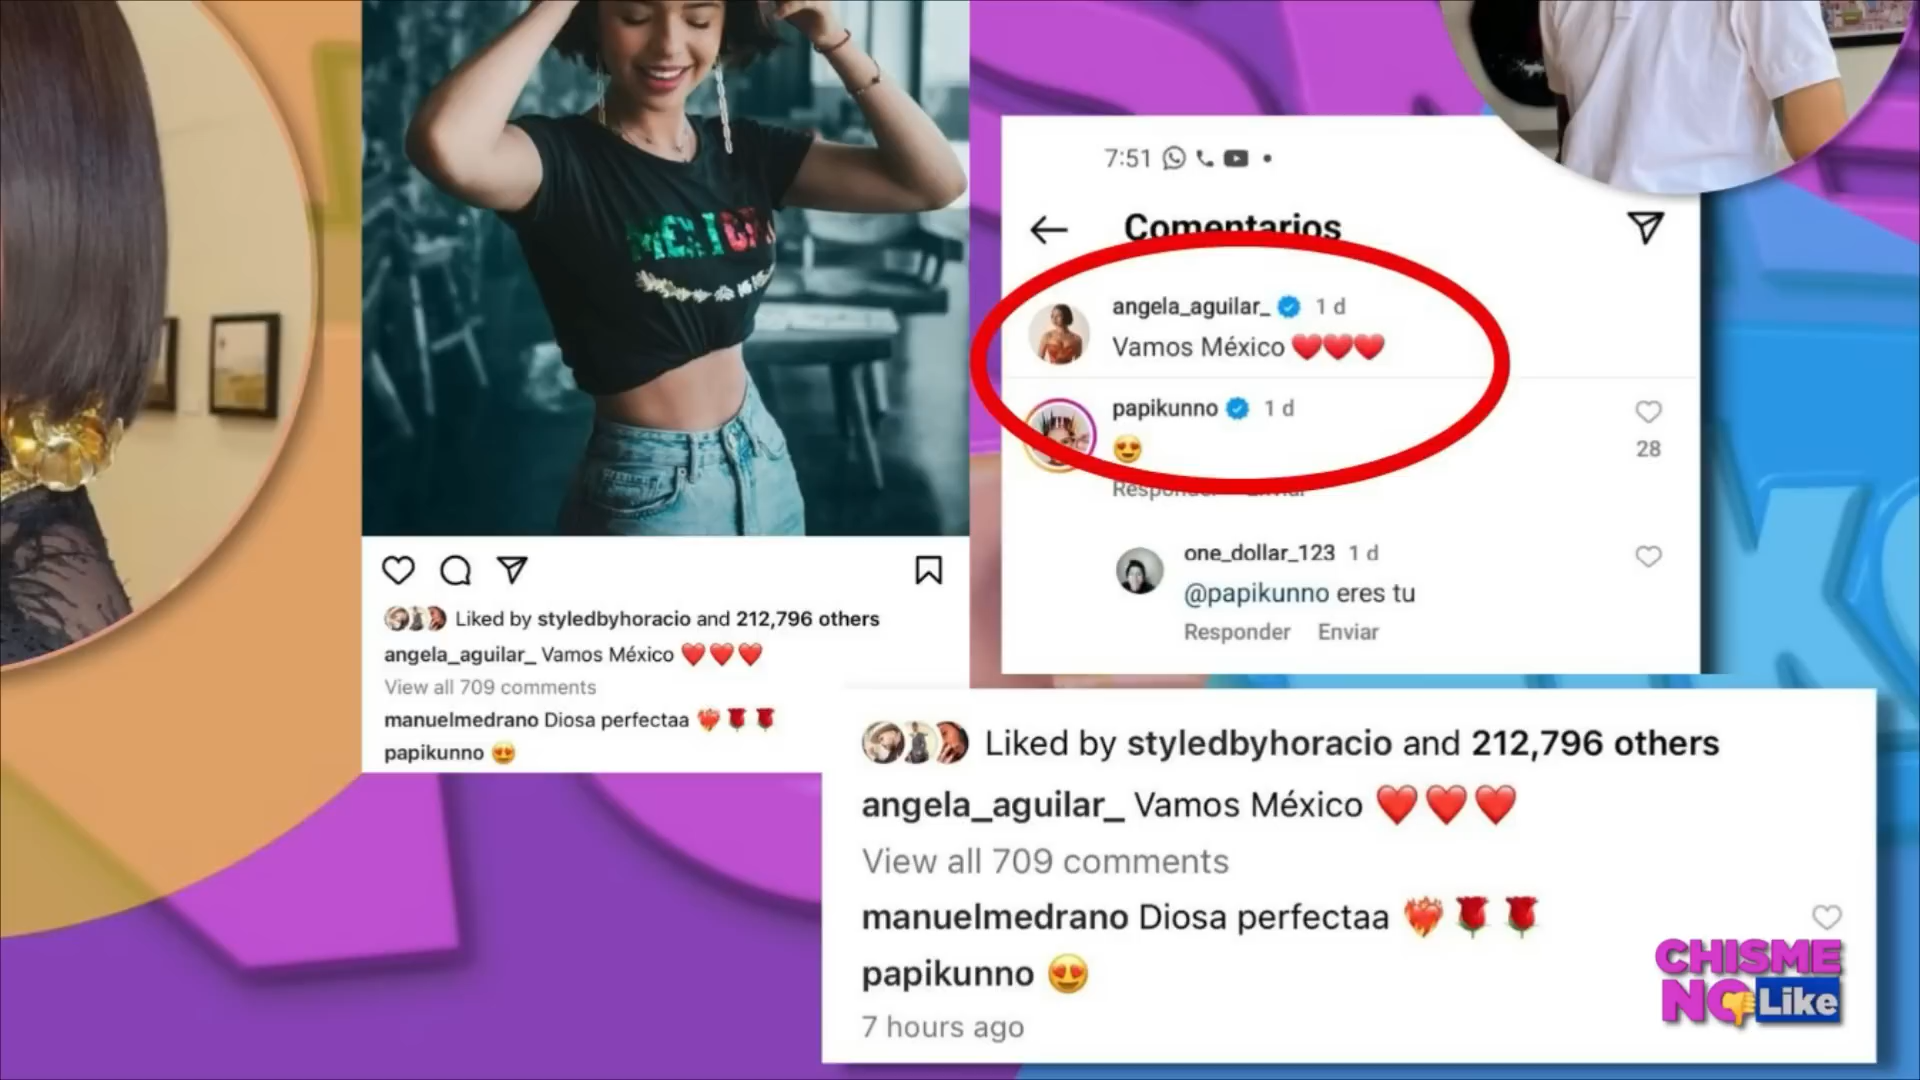 MEXICO
Liked by styledbyhoracio and 212,796 others
angela_aguilar_ Vamos México ❤️❤️❤️
View all 709 comments
manuelmedrano Diosa perfectaa ❤️‍🔥🌹🌹
papikunno 😍
7:51
Comentarios
angela_aguilar_ 1 d
Vamos México ❤️❤️❤️
papikunno 1 d
😍
28
Responder Enviar
one_dollar_123 1 d
@papikunno eres tu
Responder Enviar
Liked by styledbyhoracio and 212,796 others
angela_aguilar_ Vamos México ❤️❤️❤️
View all 709 comments
manuelmedrano Diosa perfectaa ❤️‍🔥🌹🌹
papikunno 😍
7 hours ago
CHISME
NO Like